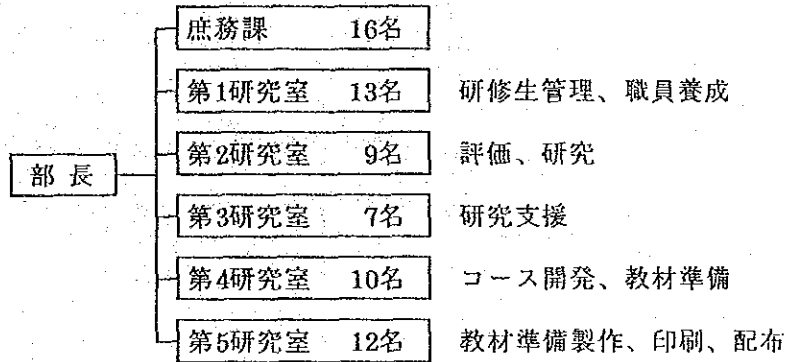 庶務課 16名
第1研究室 13名 研修生管理、職員養成
第2研究室 9名 評価、研究
部 長
第3研究室 7名 研究支援
第4研究室 10名 コース開発、教材準備
第5研究室 12名 教材準備製作、印刷、配布